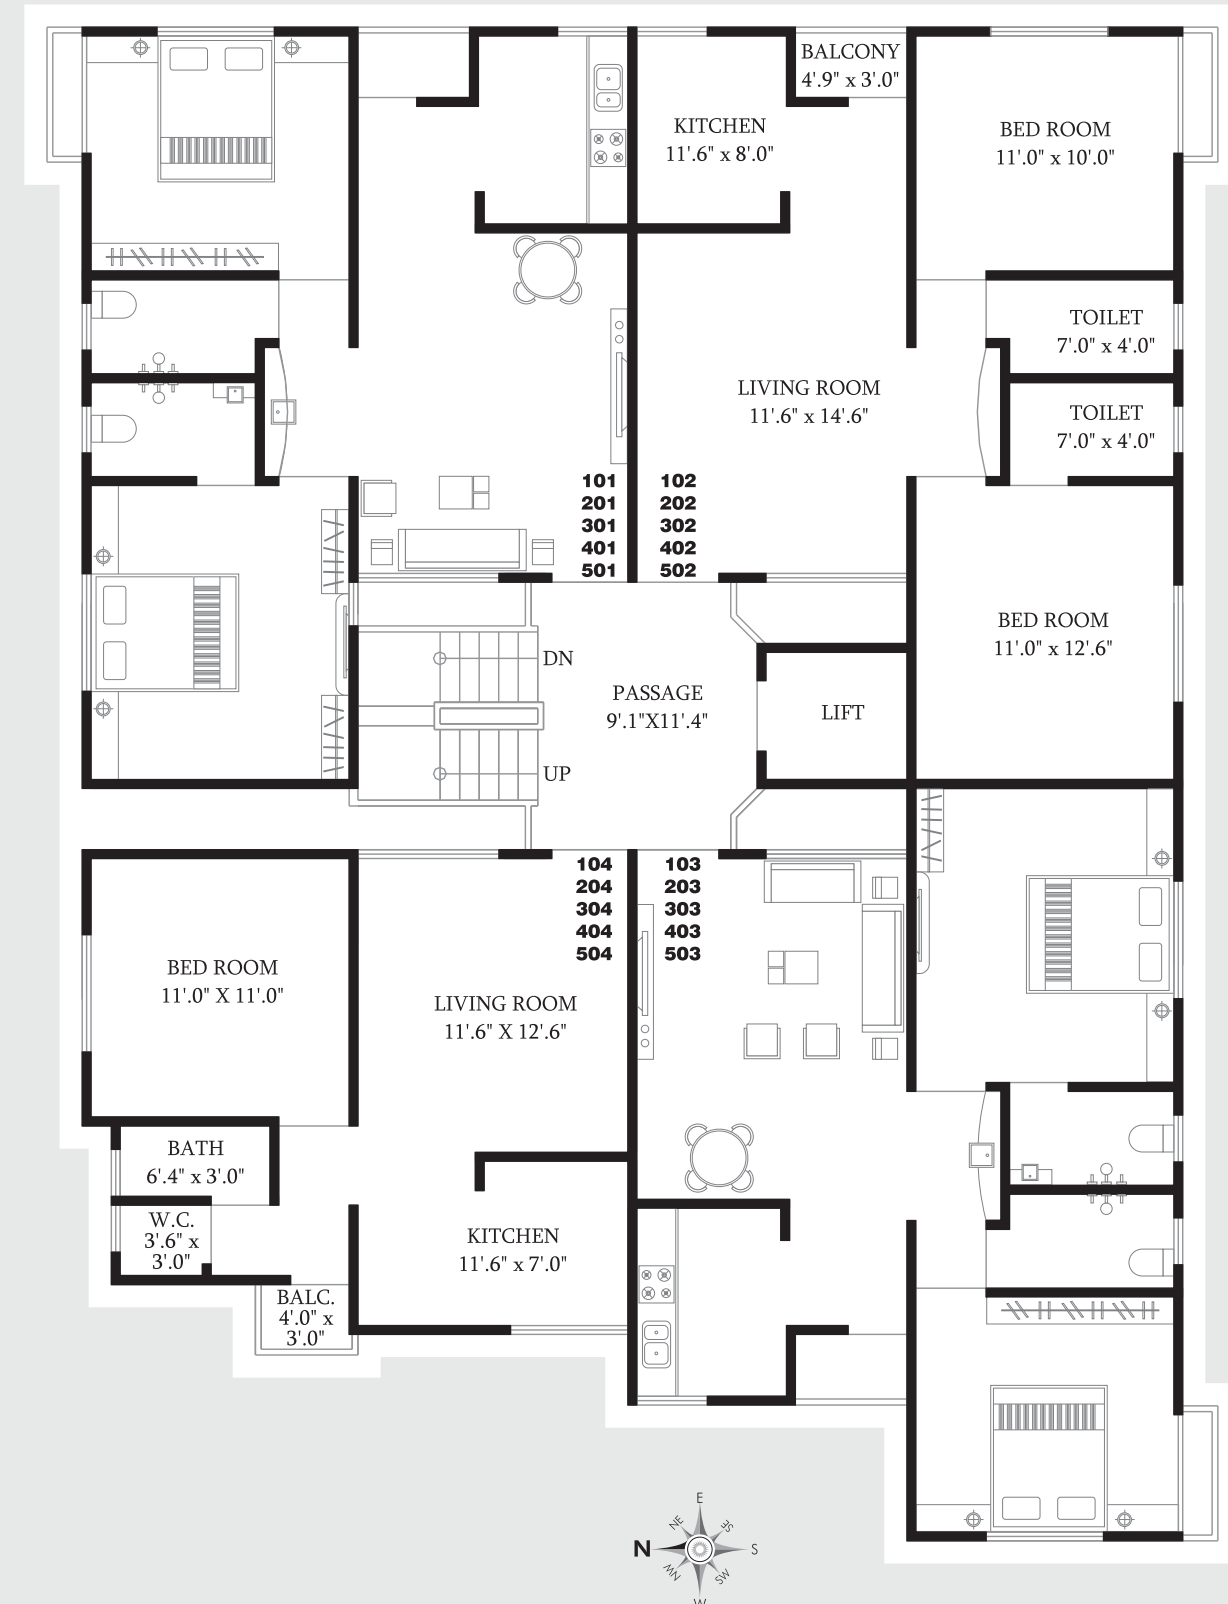 BALCONY
4'.9" x 3'.0"
KITCHEN
11'.6" x 8'.0"
BED ROOM
11'.0" x 10'.0"
TOILET
7'.0" x 4'.0"
LIVING ROOM
11'.6" x 14'.6"
TOILET
7'.0" x 4'.0"
101
201
301
401
501
102
202
302
402
502
BED ROOM
11'.0" x 12'.6"
DN
PASSAGE
9'.1"X11'.4"
LIFT
UP
104
204
304
404
504
103
203
303
403
503
BED ROOM
11'.0" X 11'.0"
LIVING ROOM
11'.6" X 12'.6"
BATH
6'.4" x 3'.0"
W.C.
3'.6" x
3'.0"
KITCHEN
11'.6" x 7'.0"
BALC.
4'.0" x
3'.0"
E
NE
SE
N
S
NW
SW
W